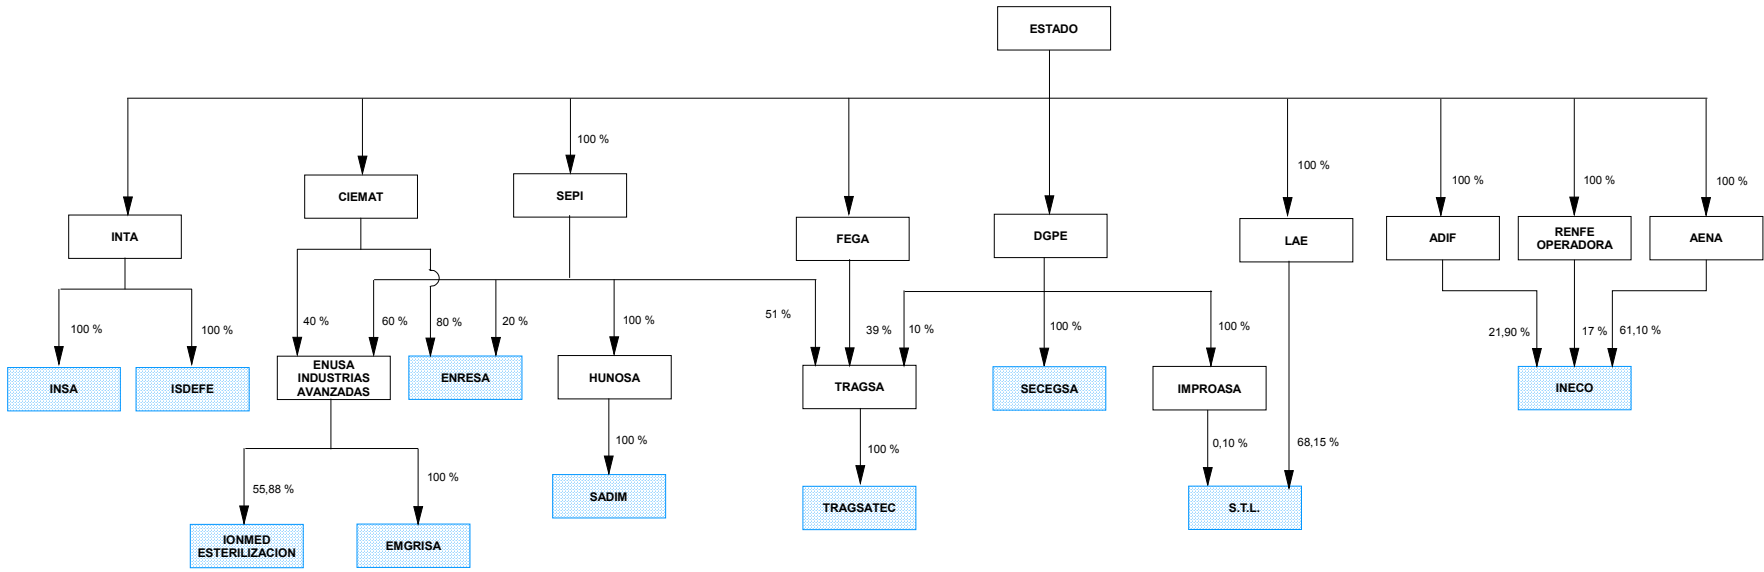 ESTADO
100 %
CIEMAT
SEPI
100 %
100 %
100 %
100 %
INTA
FEGA
DGPE
LAE
ADIF
RENFE
OPERADORA
AENA
100 %
100 %
40 %
60 %
80 %
20 %
100 %
51 %
39 %
10 %
100 %
100 %
21,90 %
17 %
61,10 %
INSA
ISDEFE
ENUSA
INDUSTRIAS
AVANZADAS
ENRESA
HUNOSA
TRAGSA
SECEGSA
IMPROASA
INECO
100 %
100 %
0,10 %
68,15 %
55,88 %
100 %
SADIM
TRAGSATEC
S.T.L.
IONMED
ESTERILIZACION
EMGRISA